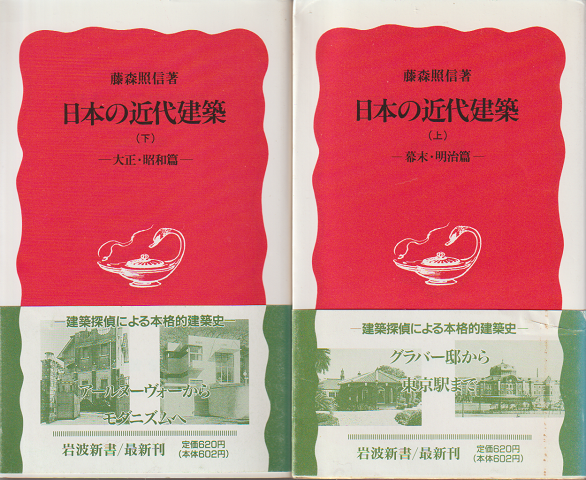 藤森照信著
日本の近代建築
(下)
─大正・昭和篇─
─建築探偵による本格的建築史─
アールヌーヴォーから
モダニズムへ
岩波新書/最新刊
定価620円
(本体602円)
藤森照信著
日本の近代建築
(上)
─幕末・明治篇─
─建築探偵による本格的建築史─
グラバー邸から
東京駅まで
岩波新書/最新刊
定価620円
(本体602円)